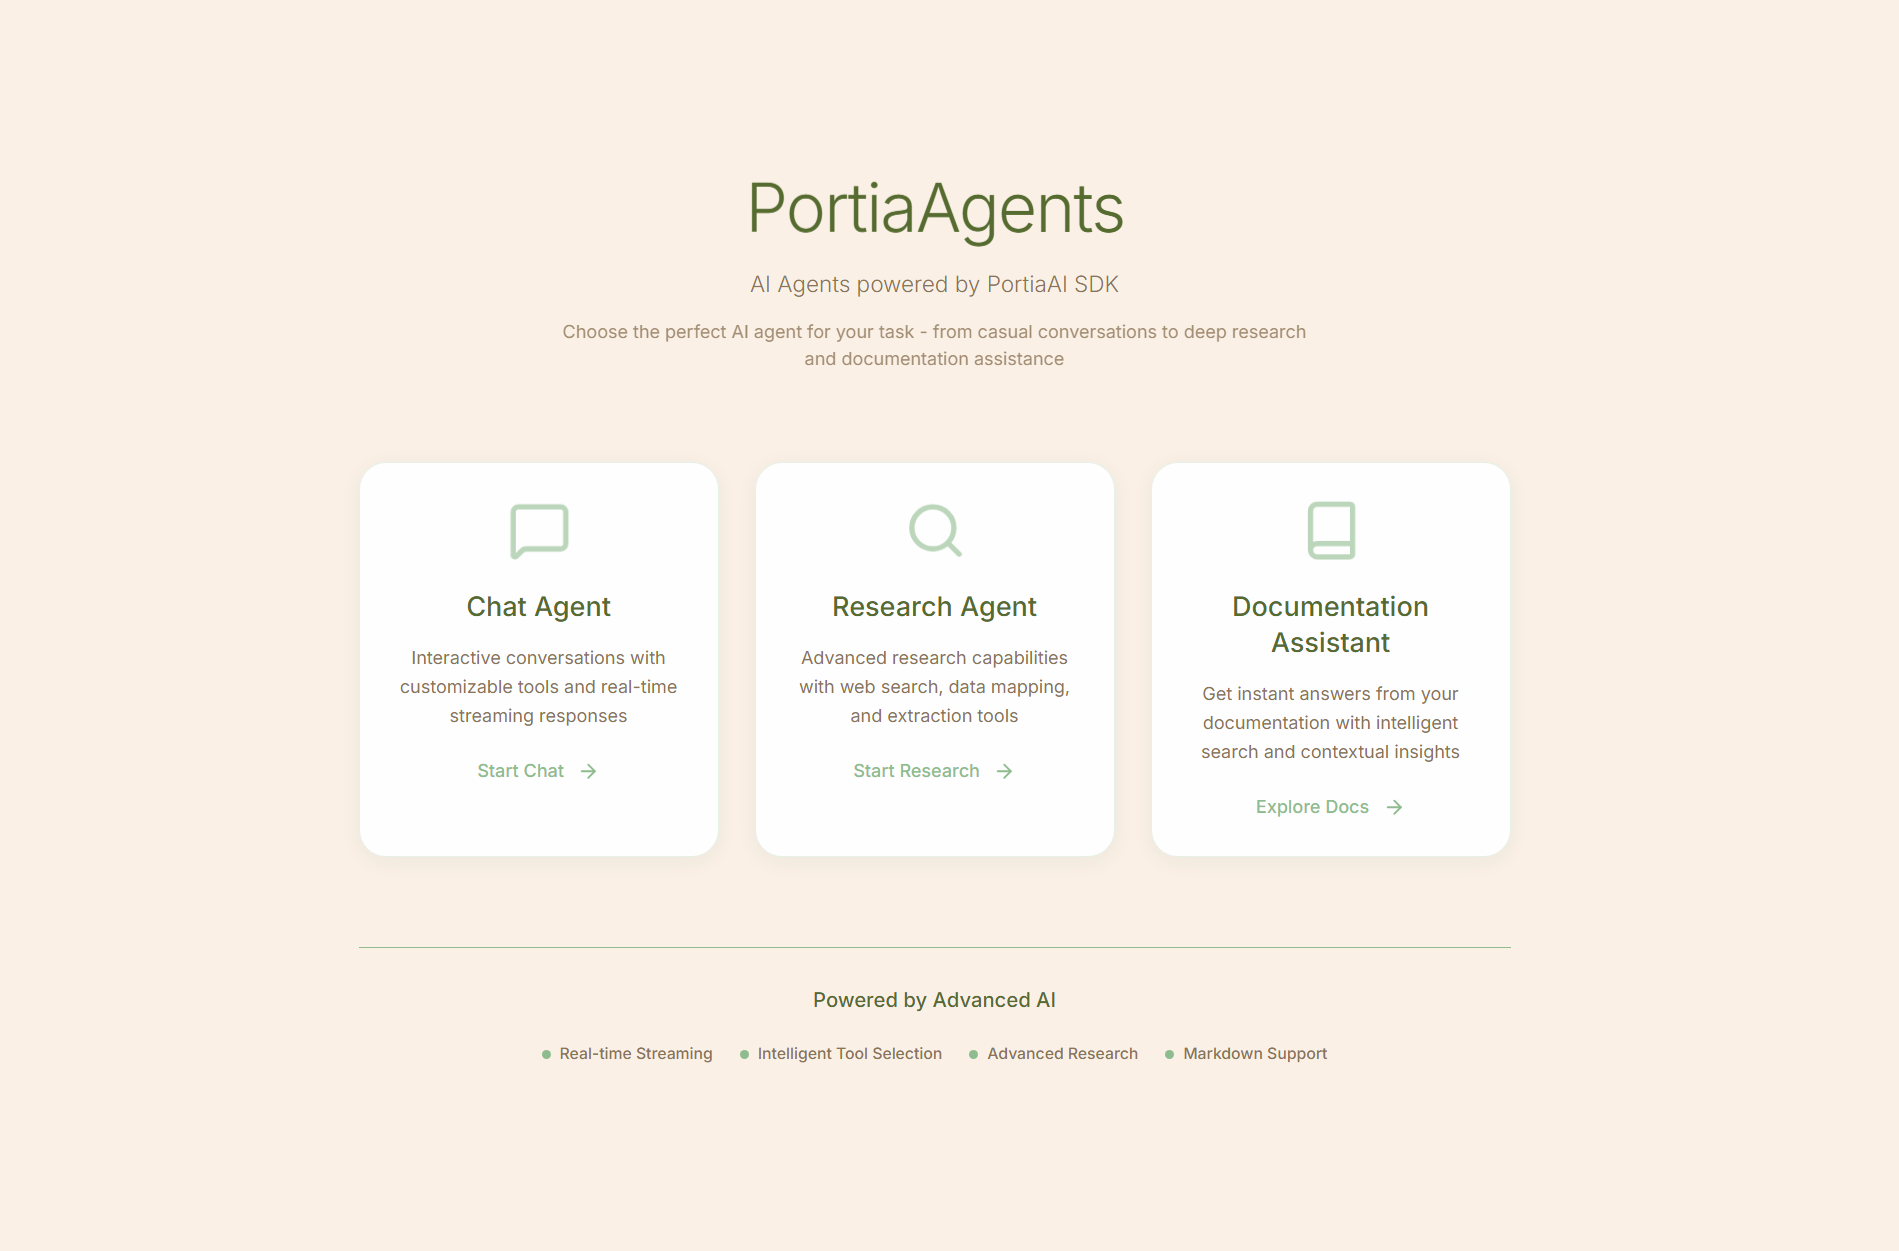 PortiaAgents
AI Agents powered by PortiaAI SDK
Choose the perfect AI agent for your task - from casual conversations to deep research
and documentation assistance
Chat Agent
Interactive conversations with
customizable tools and real-time
streaming responses
Start Chat
Research Agent
Advanced research capabilities
with web search, data mapping,
and extraction tools
Start Research
Documentation
Assistant
Get instant answers from your
documentation with intelligent
search and contextual insights
Explore Docs
Powered by Advanced AI
Real-time Streaming
Intelligent Tool Selection
Advanced Research
Markdown Support